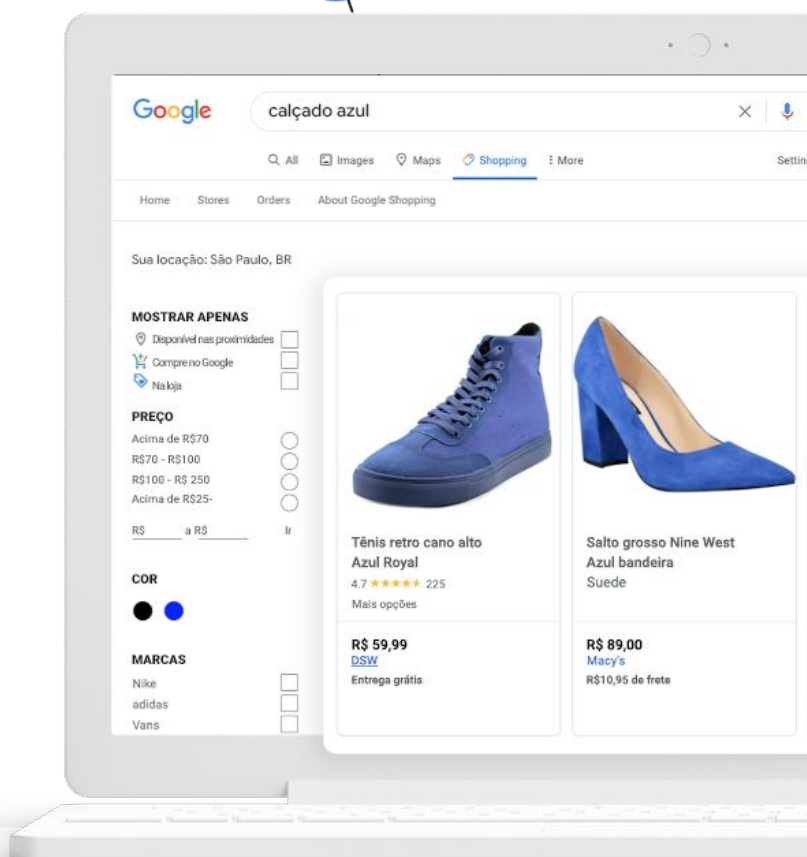 Google
calçado azul
All Images Maps Shopping More
Home Stores Orders About Google Shopping
Sua locação: São Paulo, BR
MOSTRAR APENAS
Disponível nas proximidades
Compre no Google
Na loja
PREÇO
Acima de R$70
R$70 - R$100
R$100 - R$ 250
Acima de R$25-
R$ a R$ Ir
COR
MARCAS
Nike
adidas
Vans
Tênis retro cano alto
Azul Royal
4.7 225
Mais opções
R$ 59,99
DSW
Entrega grátis
Salto grosso Nine West
Azul bandeira
Suede
R$ 89,00
Macy's
R$10,95 de frete